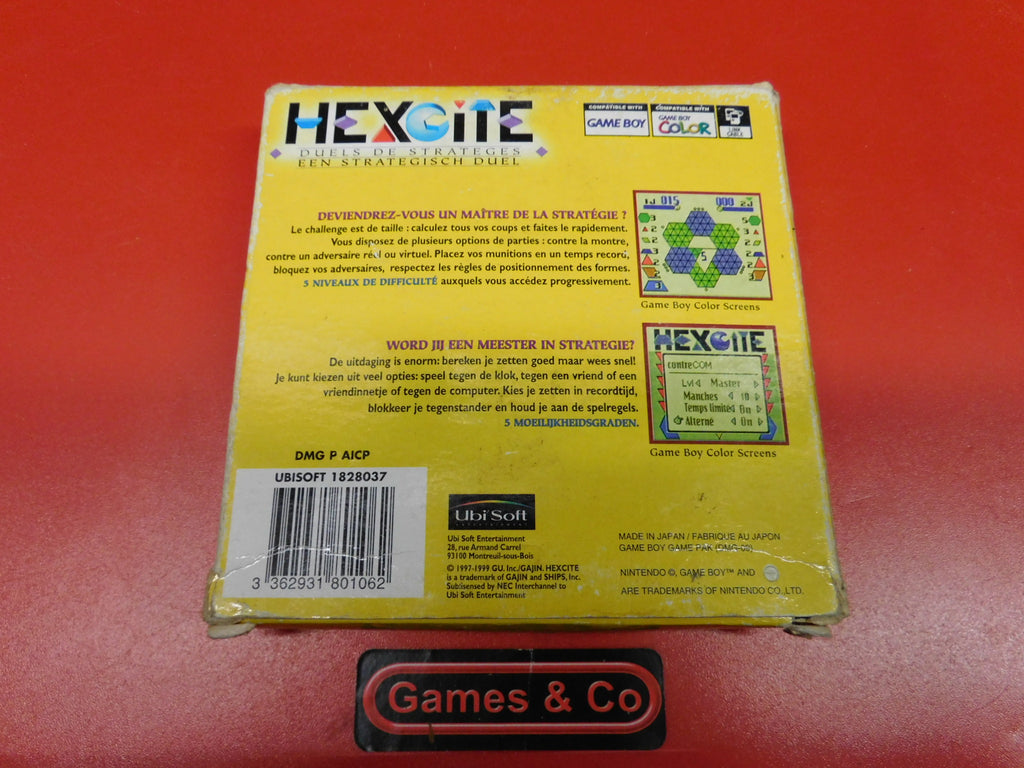 HEXCITE
DUELS DE STRATEGES
EEN STRATEGISCH DUEL
COMPATIBLE WITH
GAME BOY
COMPATIBLE WITH
GAME BOY
COLOR
LINK
CABLE
DEVIENDREZ-VOUS UN MAÎTRE DE LA STRATÉGIE ?
Le challenge est de taille : calculez tous vos coups et faites le rapidement.
Vous disposez de plusieurs options de parties : contre la montre,
contre un adversaire réel ou virtuel. Placez vos munitions en un temps record,
bloquez vos adversaires, respectez les règles de positionnement des formes.
5 NIVEAUX DE DIFFICULTÉ auxquels vous accédez progressivement.
015
000
5
Game Boy Color Screens
WORD JIJ EEN MEESTER IN STRATEGIE?
De uitdaging is enorm: bereken je zetten goed maar wees snel!
Je kunt kiezen uit veel opties: speel tegen de klok, tegen een vriend of een
vriendinnetje of tegen de computer. Kies je zetten in recordtijd,
blokkeer je tegenstander en houd je aan de spelregels.
5 MOEILIJKHEIDSGRADEN.
HEXCITE
contreCOM
Lvl Master
Manches 10
Temps limité On
Alterné On
Game Boy Color Screens
DMG P AICP
UBISOFT 1828037
3 362931 801062
Ubi Soft
ENTERTAINMENT
Ubi Soft Entertainment
28, rue Armand Carrel
93100 Montreuil-sous-Bois
© 1997-1999 GU. Inc./GAJIN. HEXCITE
is a trademark of GAJIN and SHIPS, Inc.
Sublisensed by NEC Interchannel to
Ubi Soft Entertainment
MADE IN JAPAN / FABRIQUE AU JAPON
GAME BOY GAME PAK (DMG-09)
NINTENDO ©, GAME BOY™ AND
ARE TRADEMARKS OF NINTENDO CO., LTD.
Games & Co